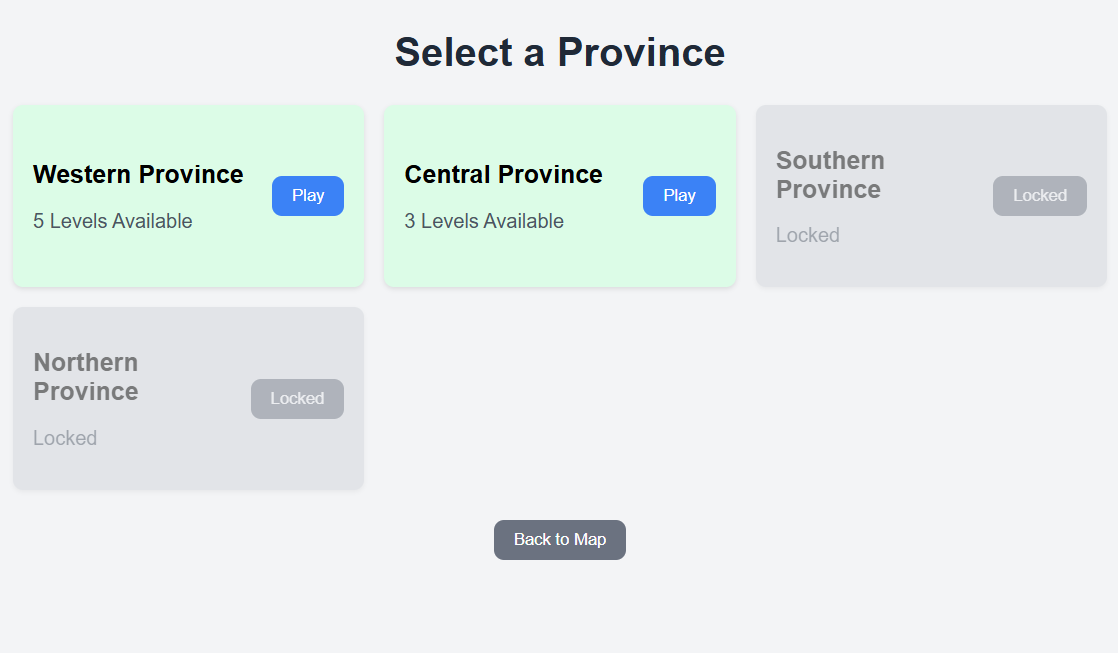 Select a Province
Western Province
5 Levels Available
Play
Central Province
3 Levels Available
Play
Southern
Province
Locked
Locked
Northern
Province
Locked
Locked
Back to Map